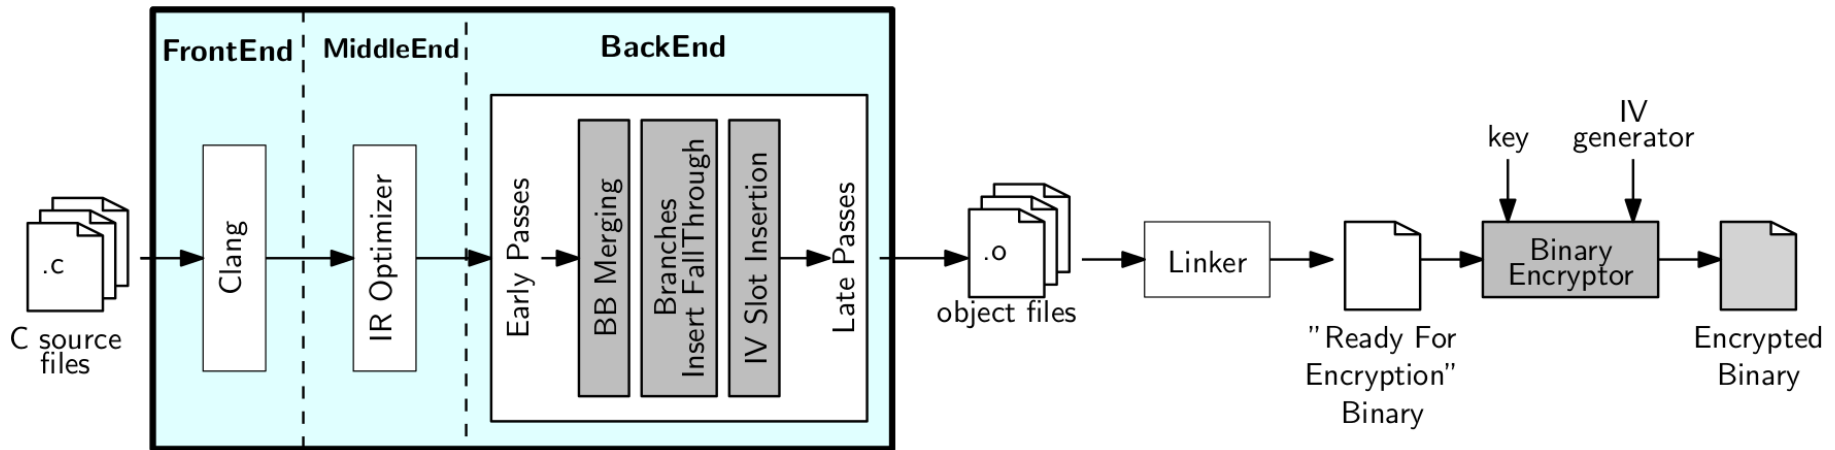 FrontEnd
MiddleEnd
BackEnd
.c
C source
files
Clang
IR Optimizer
Early Passes
BB Merging
Insert FallThrough
Branches
IV Slot Insertion
Late Passes
.o
object files
Linker
"Ready For
Encryption"
Binary
key
IV
generator
Binary
Encryptor
Encrypted
Binary